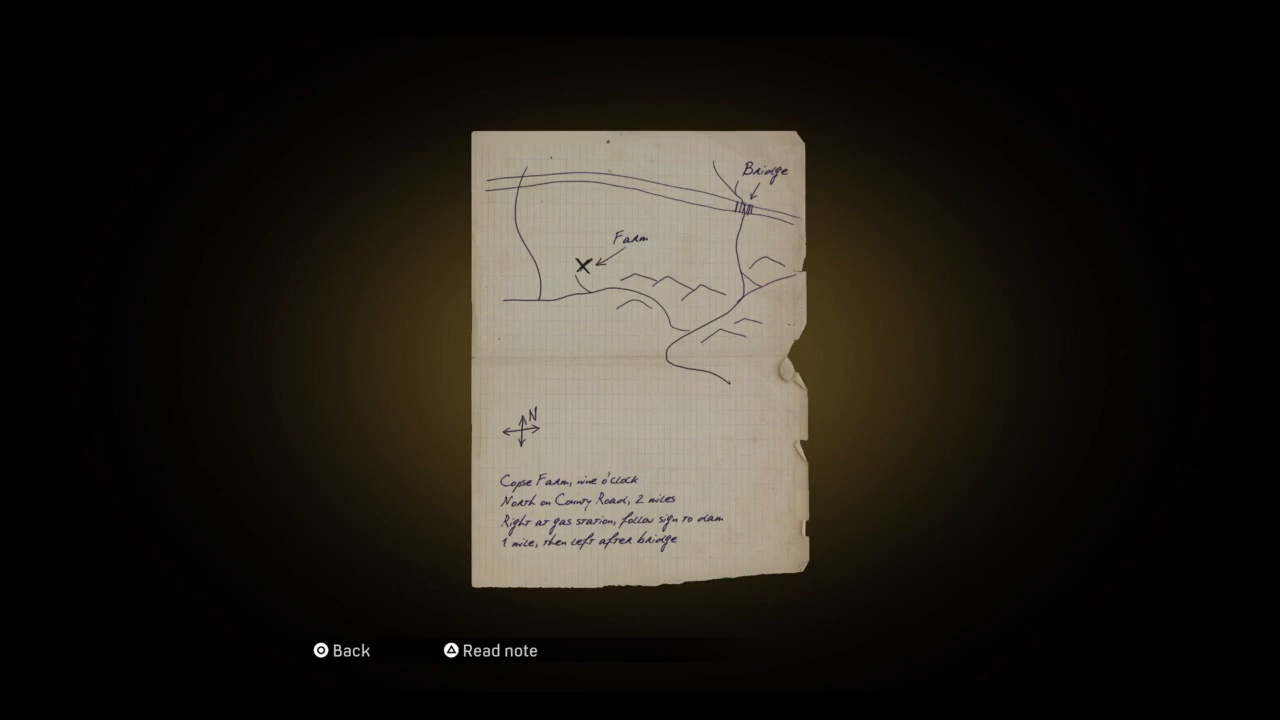 Bridge
Farm
N
Copse Farm, nine o'clock
North on County Road, 2 miles
Right at gas station, follow sign to dam
1 mile, then left after bridge
Back
Read note